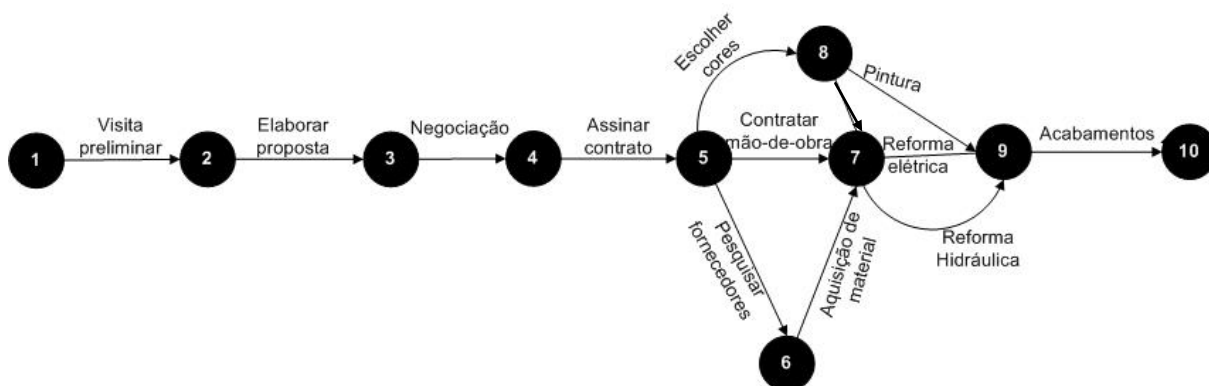 1
Visita
preliminar
2
Elaborar
proposta
3
Negociação
4
Assinar
contrato
5
Escolher
cores
8
Pintura
Contratar
mão-de-obra
7
Reforma
elétrica
9
Acabamentos
10
Reforma
Hidráulica
Pesquisar
fornecedores
6
Aquisição de
material